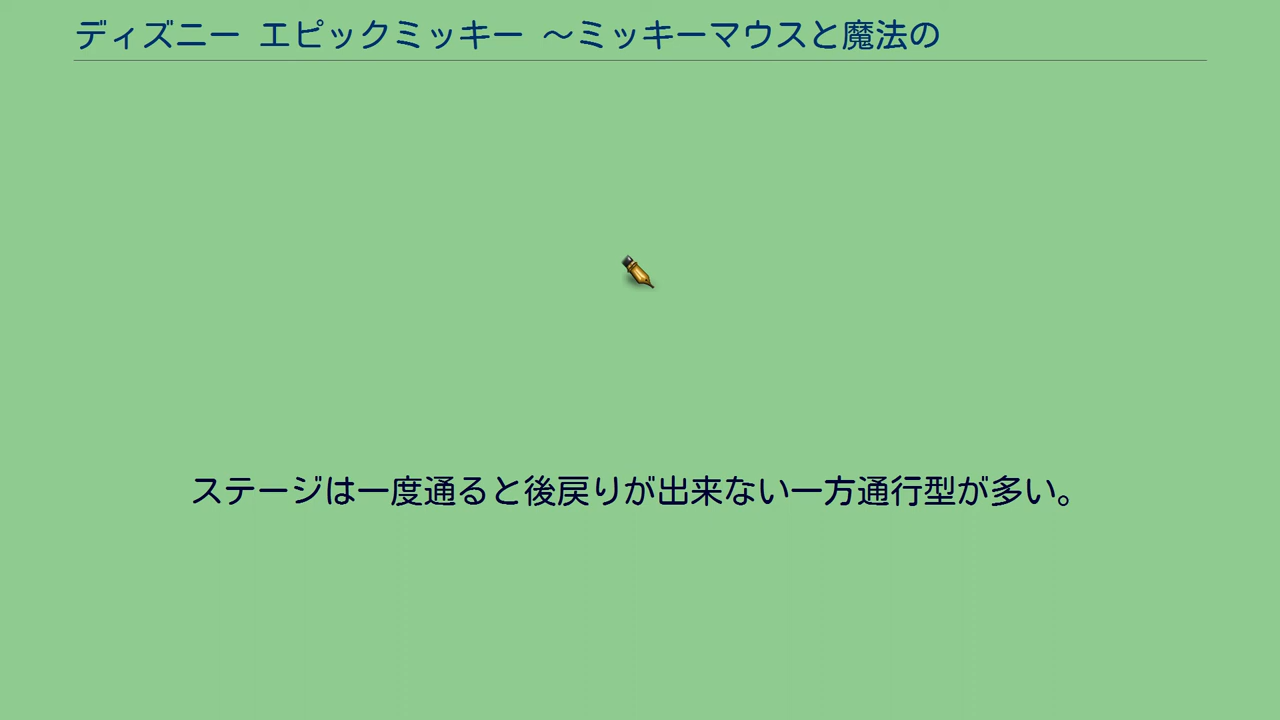 ディズニー エピックミッキー ～ミッキーマウスと魔法の
ステージは一度通ると後戻りが出来ない一方通行型が多い。